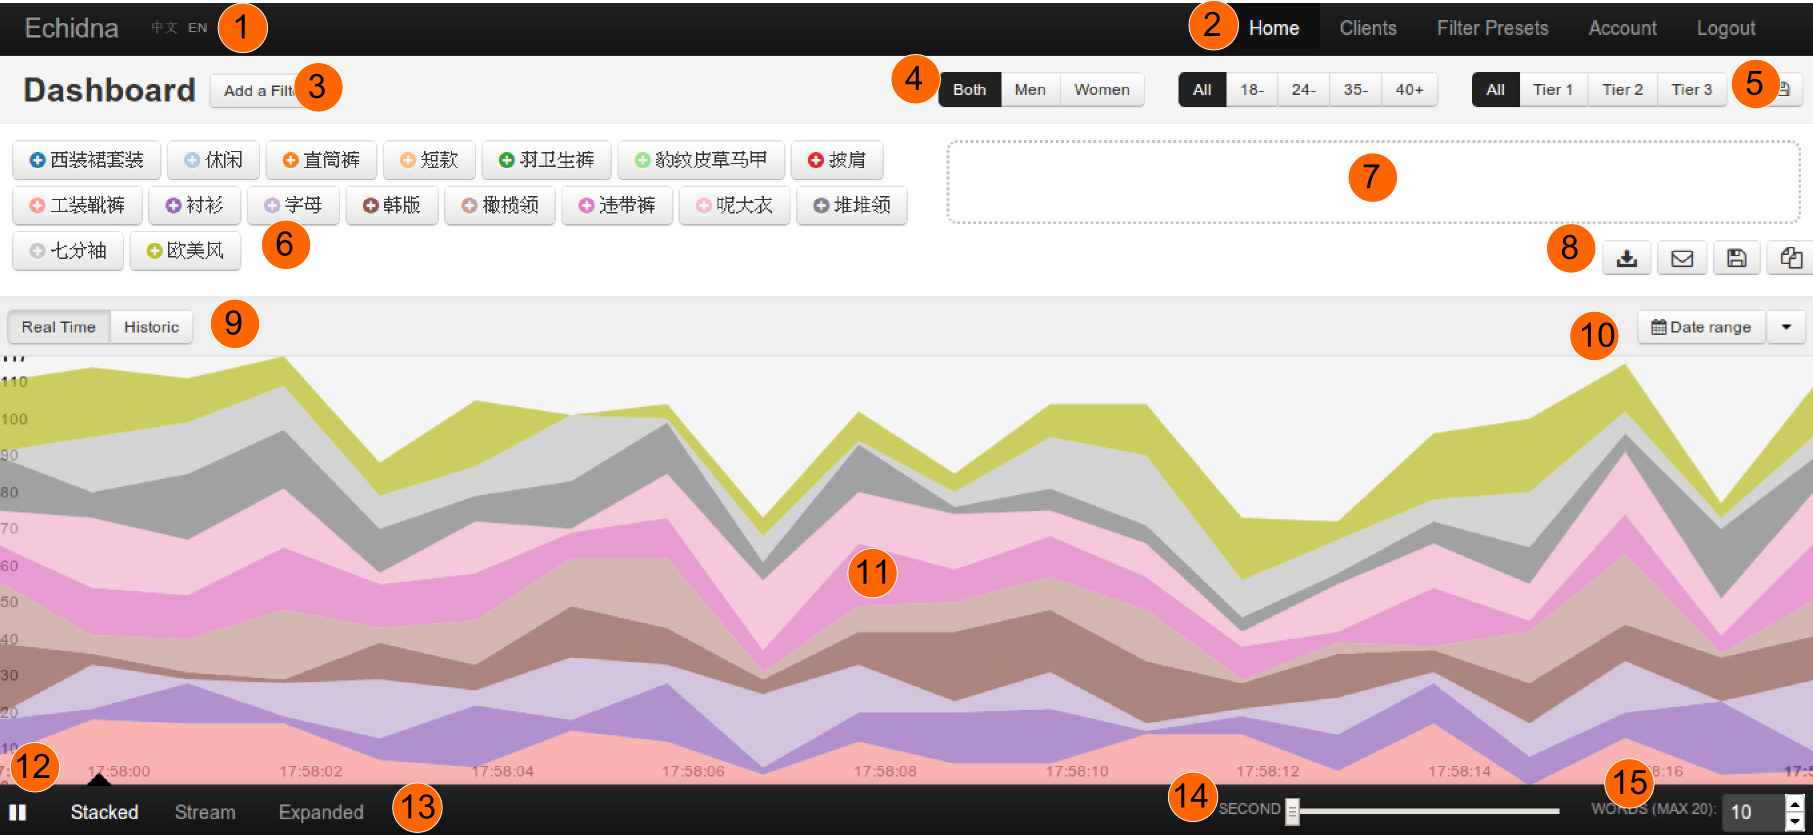 Echidna 中文 EN 1 2 Home Clients Filter Presets Account Logout
Dashboard Add a Filt 3 4 Both Men Women All 18- 24- 35- 40+ All Tier 1 Tier 2 Tier 3 5
西装裙套装 休闲 直筒裤 短款 羽卫生裤 豹纹皮草马甲 披肩
7
工装靴裤 衬衫 字母 韩版 橄榄领 连带裤 呢大衣 堆堆领
七分袖 欧美风 6 8
Real Time Historic 9 10 Date range
117
110
100
90
80
70
60
11
50
40
30
20
10
12 17:58:00 17:58:02 17:58:04 17:58:06 17:58:08 17:58:10 17:58:12 17:58:14 15 :16 17:5
Stacked Stream Expanded 13 14 SECOND WORDS (MAX 20): 10